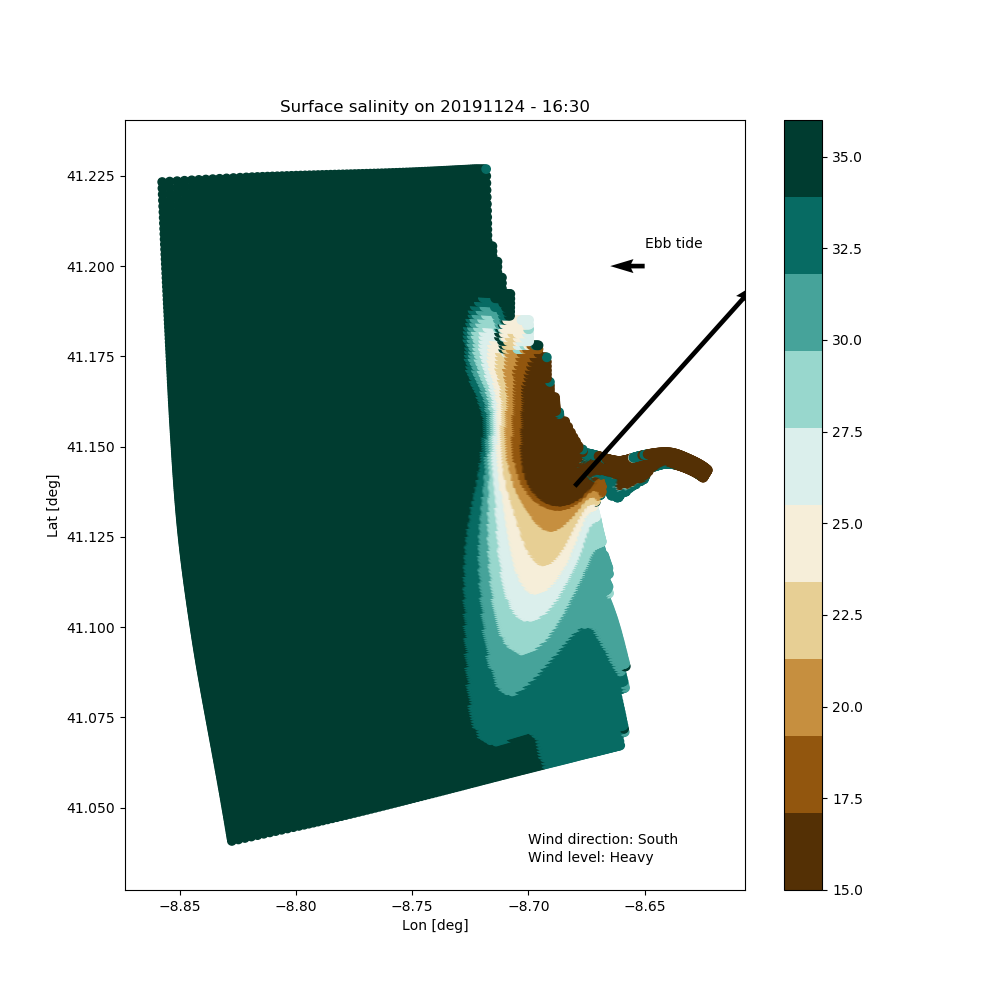 Surface salinity on 20191124 - 16:30
35.0
41.225
Ebb tide
32.5
41.200
30.0
41.175
27.5
41.150
Lat [deg]
25.0
41.125
22.5
41.100
20.0
41.075
17.5
41.050
Wind direction: South
Wind level: Heavy
15.0
−8.85 −8.80 −8.75 −8.70 −8.65
Lon [deg]